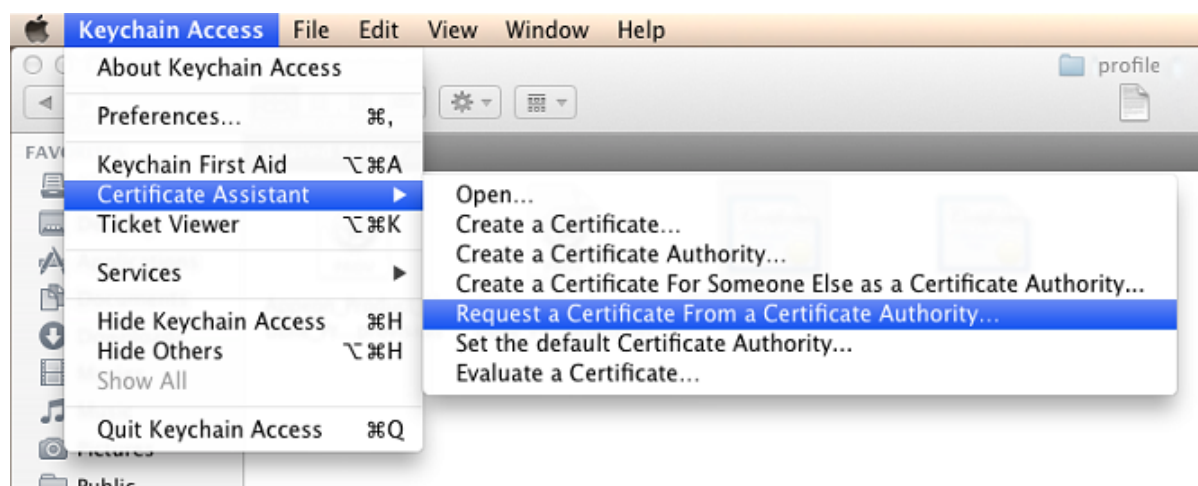 Keychain Access File Edit View Window Help
profile
About Keychain Access
Preferences... ⌘,
FAV
Keychain First Aid ⌥⌘A
Certificate Assistant ▶
Ticket Viewer ⌥⌘K
Services ▶
Hide Keychain Access ⌘H
Hide Others ⌥⌘H
Show All
Quit Keychain Access ⌘Q
Open...
Create a Certificate...
Create a Certificate Authority...
Create a Certificate For Someone Else as a Certificate Authority...
Request a Certificate From a Certificate Authority...
Set the default Certificate Authority...
Evaluate a Certificate...
Pictures
Public